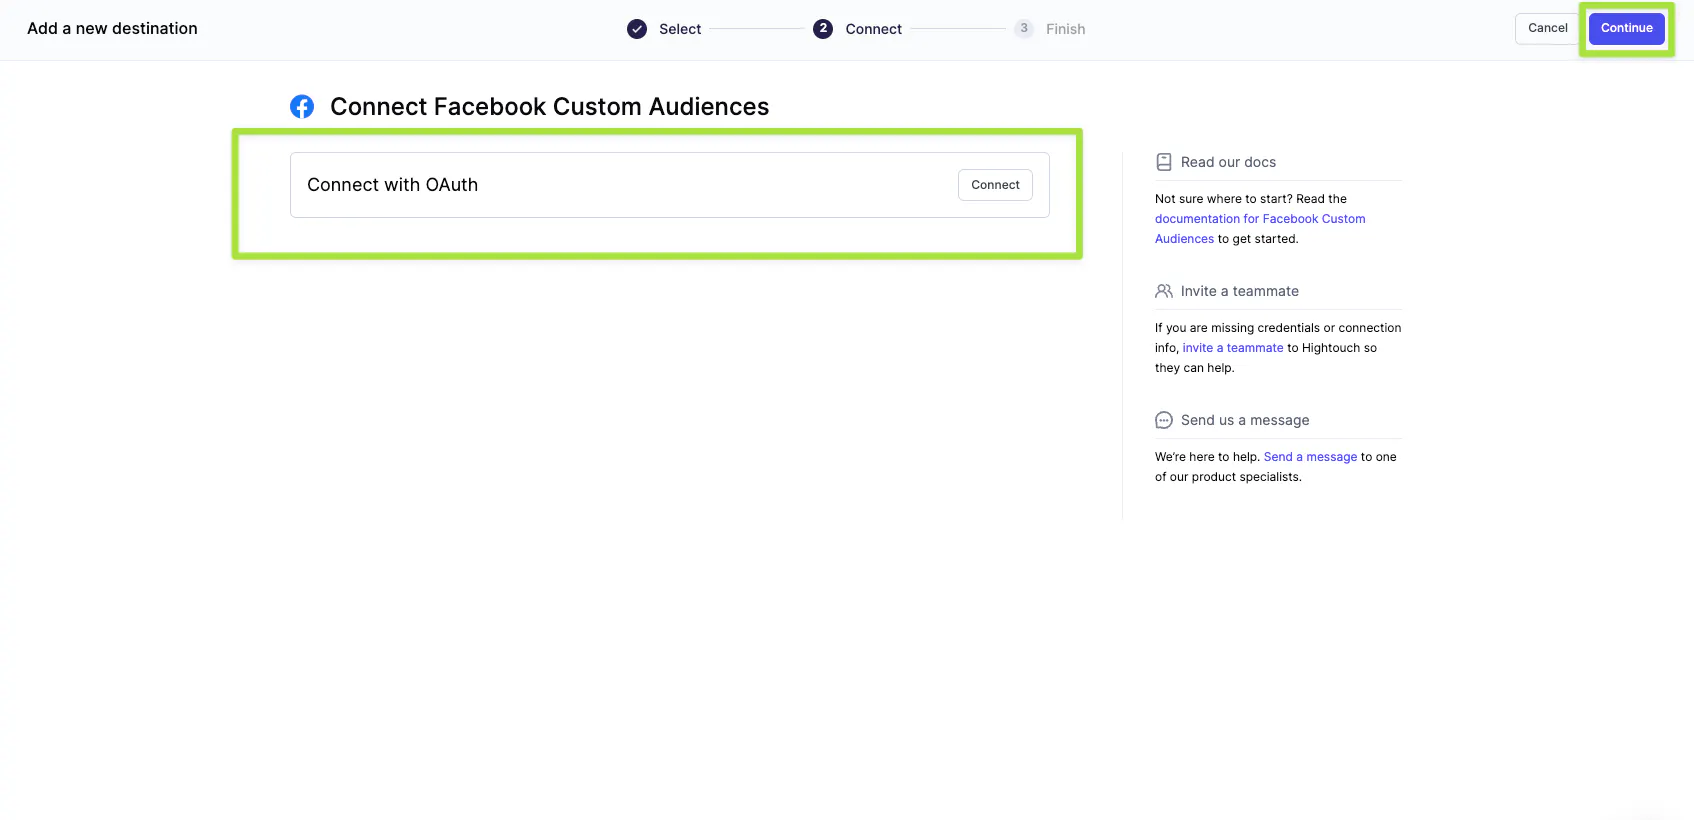 Add a new destination
Select
2 Connect
3 Finish
Cancel
Continue
Connect Facebook Custom Audiences
Connect with OAuth
Connect
Read our docs
Not sure where to start? Read the
documentation for Facebook Custom
Audiences to get started.
Invite a teammate
If you are missing credentials or connection
info, invite a teammate to Hightouch so
they can help.
Send us a message
We're here to help. Send a message to one
of our product specialists.